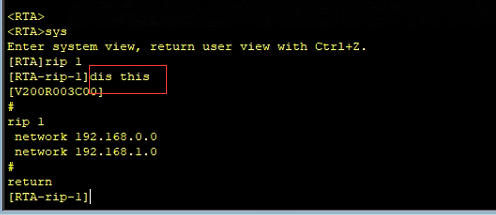 <RTA>
<RTA>sys
Enter system view, return user view with Ctrl+Z.
[RTA]rip 1
[RTA-rip-1]dis this
[V200R003C00]
#
rip 1
network 192.168.0.0
network 192.168.1.0
#
return
[RTA-rip-1]